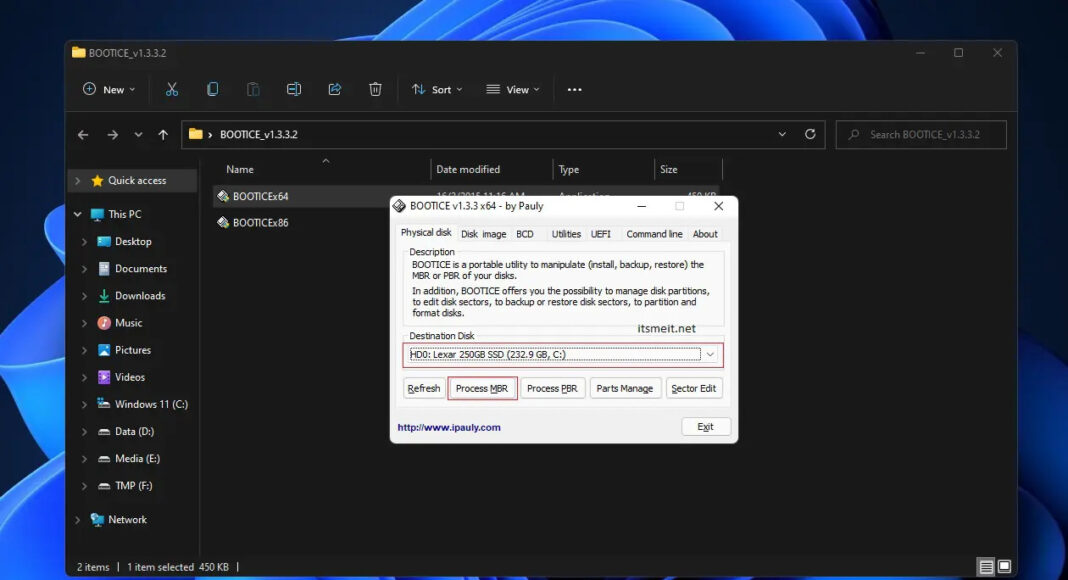 BOOTICE_v1.3.3.2
New
Sort
View
BOOTICE_v1.3.3.2
Search BOOTICE_v1.3.3.2
Quick access
This PC
Desktop
Documents
Downloads
Music
Pictures
Videos
Windows 11 (C:)
Data (D:)
Media (E:)
TMP (F:)
Network
Name Date modified Type Size
BOOTICEx64 Application 450 KB
BOOTICEx86
BOOTICE v1.3.3 x64 - by Pauly
Physical disk Disk image BCD Utilities UEFI Command line About
Description
BOOTICE is a portable utility to manipulate (install, backup, restore) the
MBR or PBR of your disks.
In addition, BOOTICE offers you the possibility to manage disk partitions,
to edit disk sectors, to backup or restore disk sectors, to partition and
format disks.
itsmeit.net
Destination Disk
HD0: Lexar 250GB SSD (232.9 GB, C:)
Refresh Process MBR Process PBR Parts Manage Sector Edit
http://www.ipauly.com
Exit
2 items | 1 item selected 450 KB |